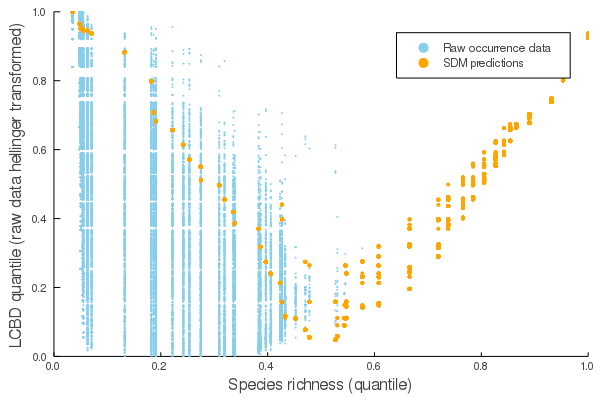 1.0
0.8
0.6
0.4
0.2
0.0
LCBD quantile (raw data hellinger transformed)
Raw occurrence data
SDM predictions
0.0 0.2 0.4 0.6 0.8 1.0
Species richness (quantile)